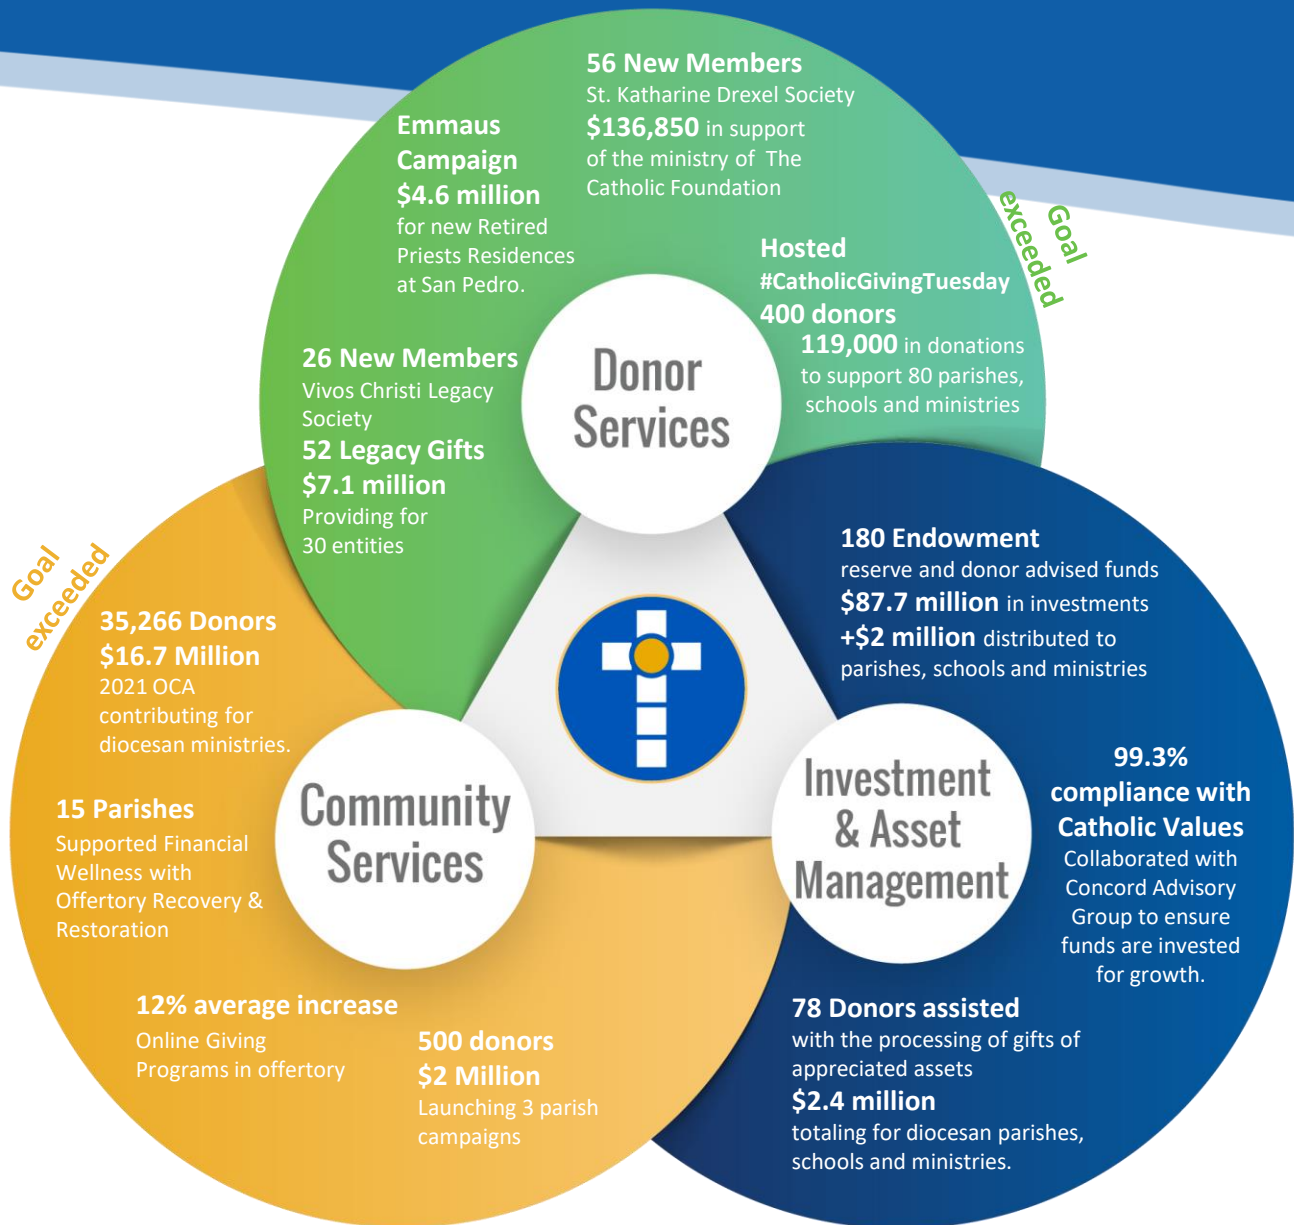 56 New Members
St. Katharine Drexel Society
$136,850 in support
of the ministry of The
Catholic Foundation
Emmaus
Campaign
$4.6 million
for new Retired
Priests Residences
at San Pedro.
Goal
exceeded
Hosted
#CatholicGivingTuesday
400 donors
119,000 in donations
to support 80 parishes,
schools and ministries
26 New Members
Vivos Christi Legacy
Society
52 Legacy Gifts
$7.1 million
Providing for
30 entities
Donor
Services
Goal
exceeded
35,266 Donors
$16.7 Million
2021 OCA
contributing for
diocesan ministries.
15 Parishes
Supported Financial
Wellness with
Offertory Recovery &
Restoration
Community
Services
12% average increase
Online Giving
Programs in offertory
500 donors
$2 Million
Launching 3 parish
campaigns
180 Endowment
reserve and donor advised funds
$87.7 million in investments
+$2 million distributed to
parishes, schools and ministries
Investment
& Asset
Management
99.3%
compliance with
Catholic Values
Collaborated with
Concord Advisory
Group to ensure
funds are invested
for growth.
78 Donors assisted
with the processing of gifts of
appreciated assets
$2.4 million
totaling for diocesan parishes,
schools and ministries.